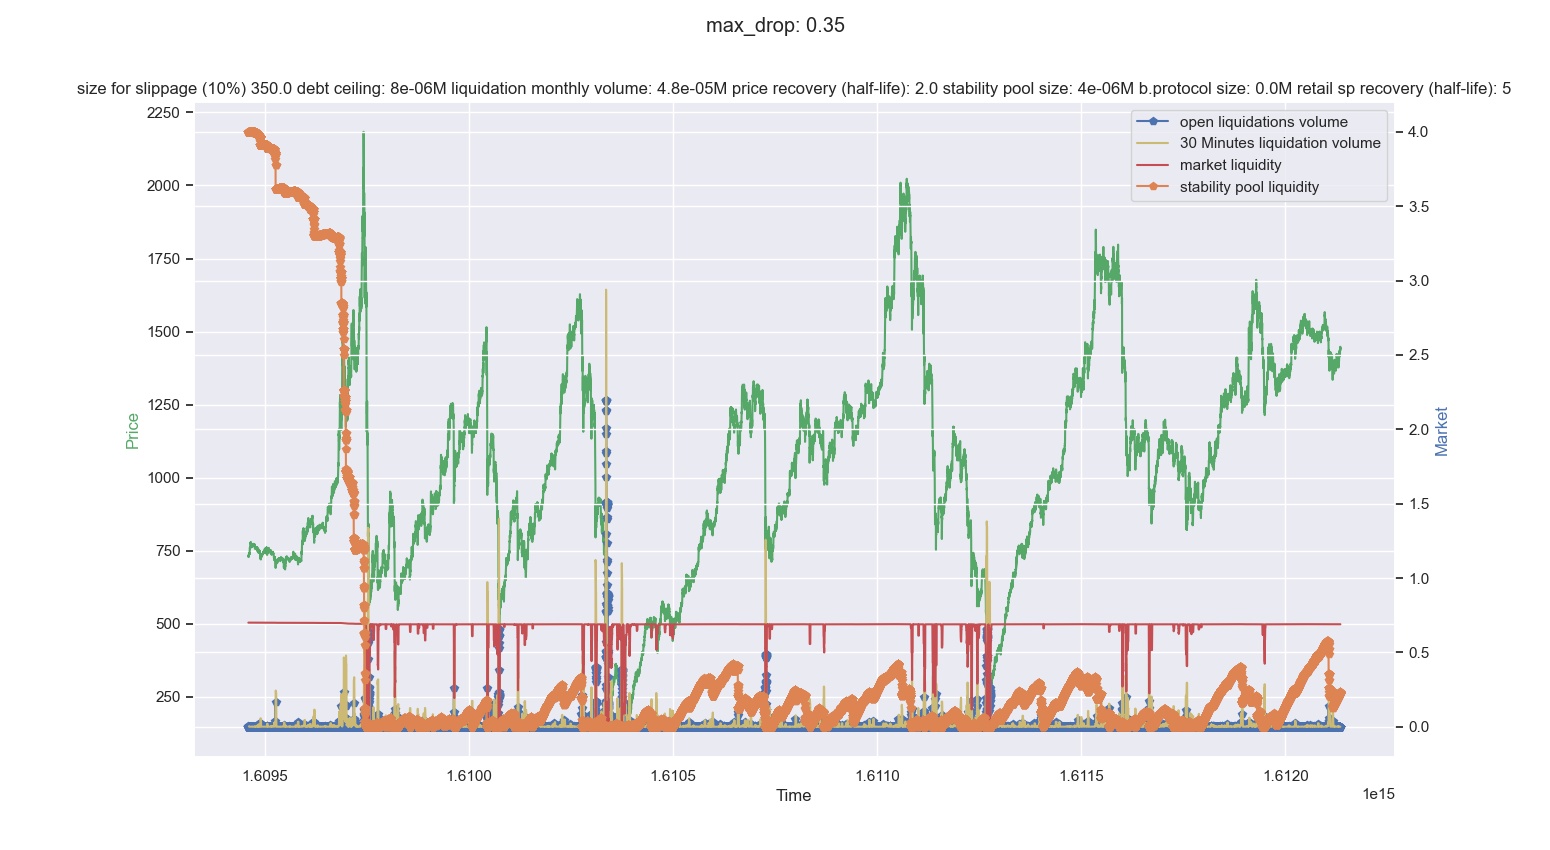 max_drop: 0.35
size for slippage (10%) 350.0 debt ceiling: 8e-06M liquidation monthly volume: 4.8e-05M price recovery (half-life): 2.0 stability pool size: 4e-06M b.protocol size: 0.0M retail sp recovery (half-life): 5
open liquidations volume
30 Minutes liquidation volume
market liquidity
stability pool liquidity
2250
2000
1750
1500
1250
1000
750
500
250
Price
4.0
3.5
3.0
2.5
2.0
1.5
1.0
0.5
0.0
Market
1.6095
1.6100
1.6105
1.6110
1.6115
1.6120
Time
1e15